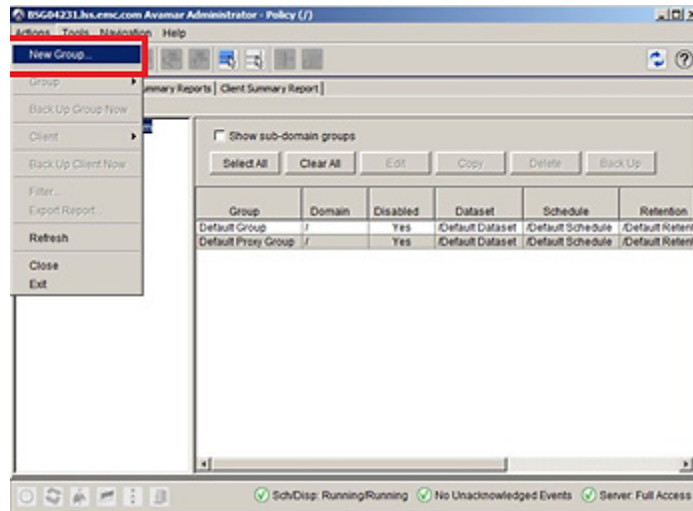 BSG04231.lss.emc.com Avamar Administrator - Policy (/)
Actions Tools Navigation Help
New Group...
Group
Back Up Group Now
Client
Back Up Client Now
Filter...
Export Report...
Refresh
Close
Exit
mmary Reports Client Summary Report
Show sub-domain groups
Select All Clear All Edit Copy Delete Back Up
Group Domain Disabled Dataset Schedule Retention
Default Group / Yes /Default Dataset /Default Schedule /Default Reten
Default Proxy Group / Yes /Default Dataset /Default Schedule /Default Reten
Sch/Disp: Running/Running No Unacknowledged Events Server: Full Access